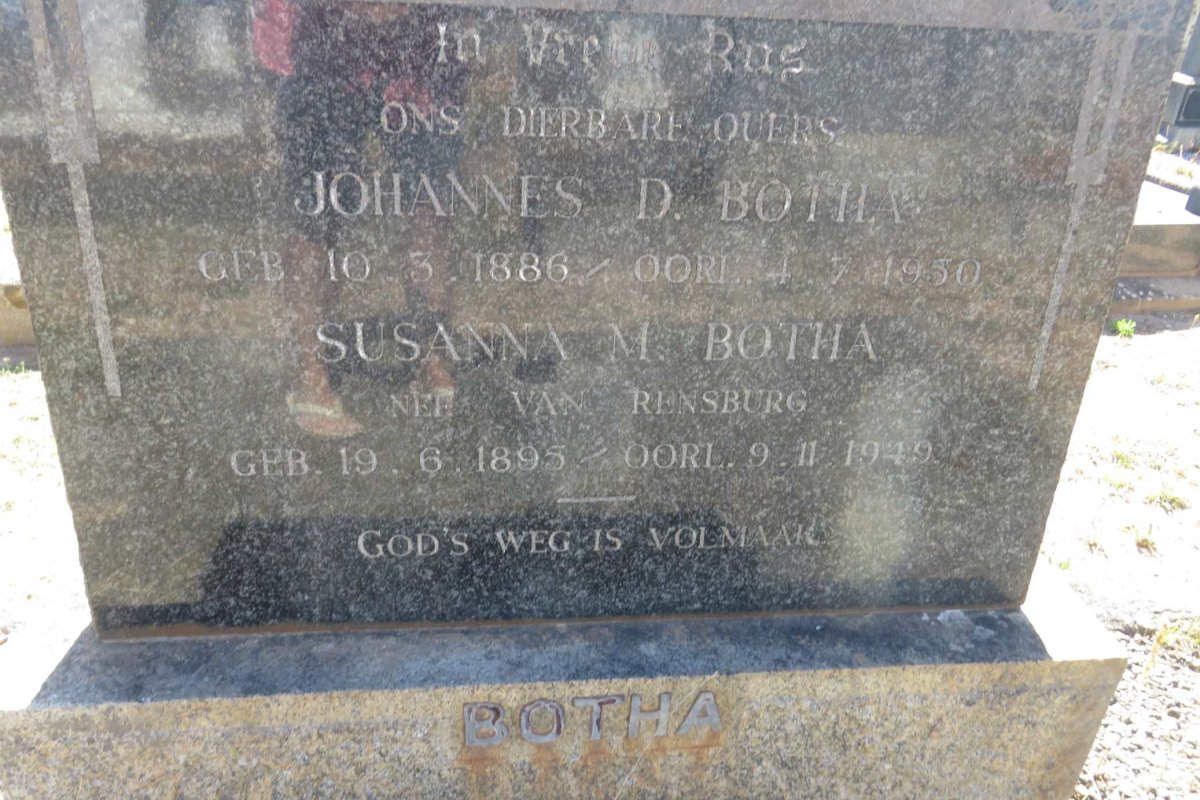 In Vrede Rus
ONS DIERBARE OUERS
JOHANNES D. BOTHA
GEB. 10. 3. 1886 / OORL. 4. 7. 1950
SUSANNA M. BOTHA
NEE VAN RENSBURG
GEB. 19. 6. 1895 / OORL. 9. 11. 1949
GOD'S WEG IS VOLMAAK
BOTHA